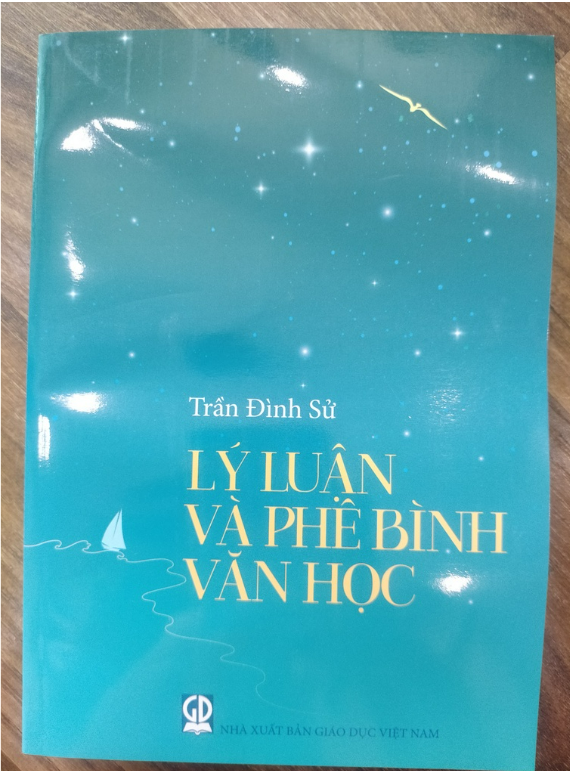 Trần Đình Sử
LÝ LUẬN
VÀ PHÊ BÌNH
VĂN HỌC
GD
NHÀ XUẤT BẢN GIÁO DỤC VIỆT NAM